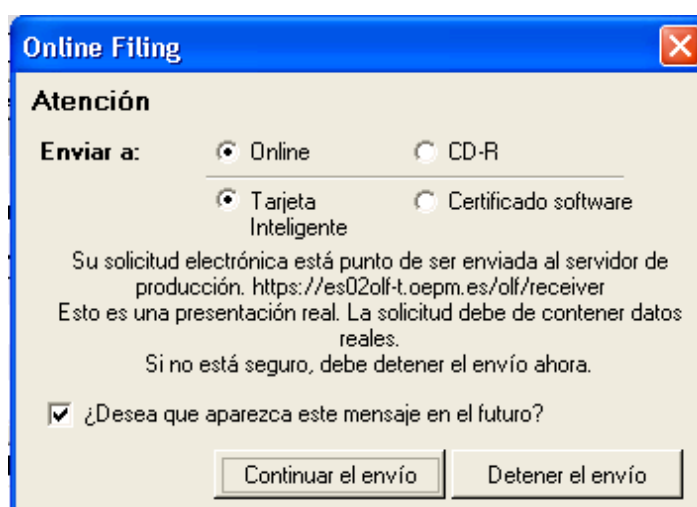 Online Filing
Atención
Enviar a: Online CD-R
Tarjeta Certificado software
Inteligente
Su solicitud electrónica está punto de ser enviada al servidor de
producción. https://es02olf-t.oepm.es/olf/receiver
Esto es una presentación real. La solicitud debe de contener datos
reales.
Si no está seguro, debe detener el envío ahora.
¿Desea que aparezca este mensaje en el futuro?
Continuar el envío Detener el envío